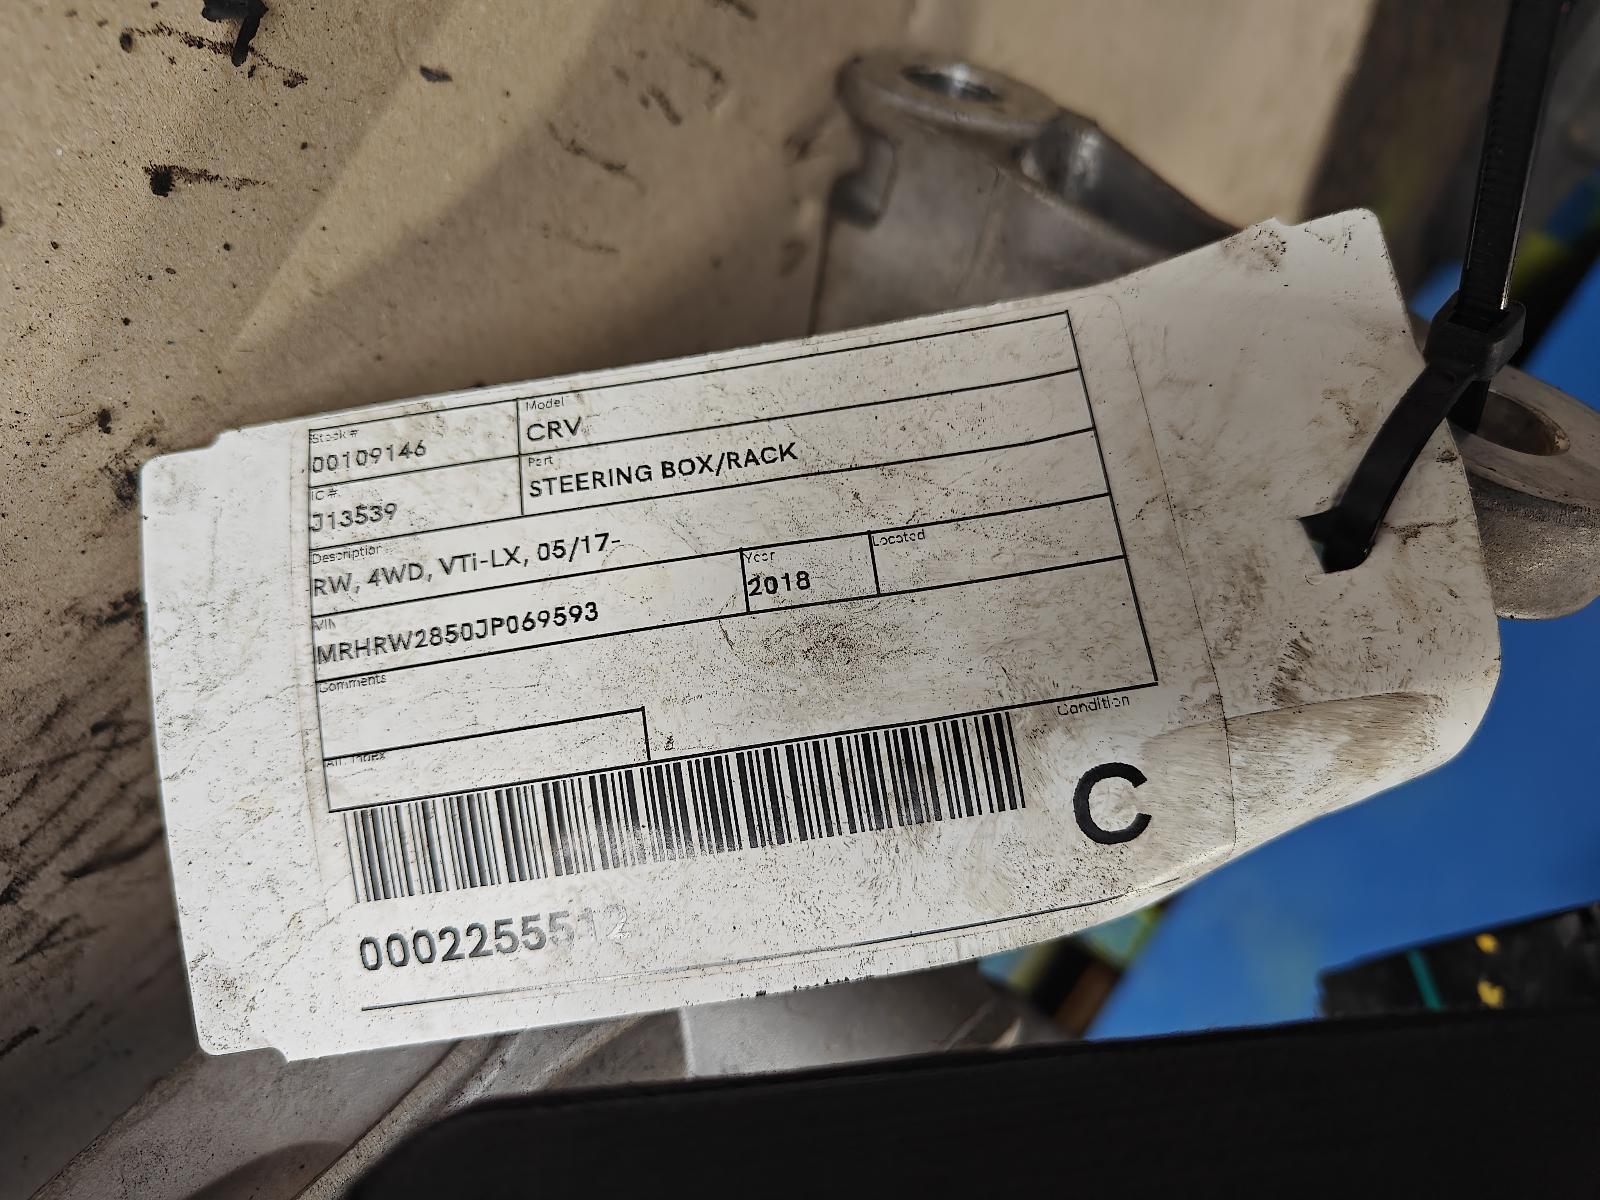 Stock #
00109146
Model
CRV
IC #
J13539
Part
STEERING BOX/RACK
Description
RW, 4WD, VTi-LX, 05/17-
VIN
MRHRW2850JP069593
Year
2018
Located
Comments
Alt. Index
Condition
C
0002255512